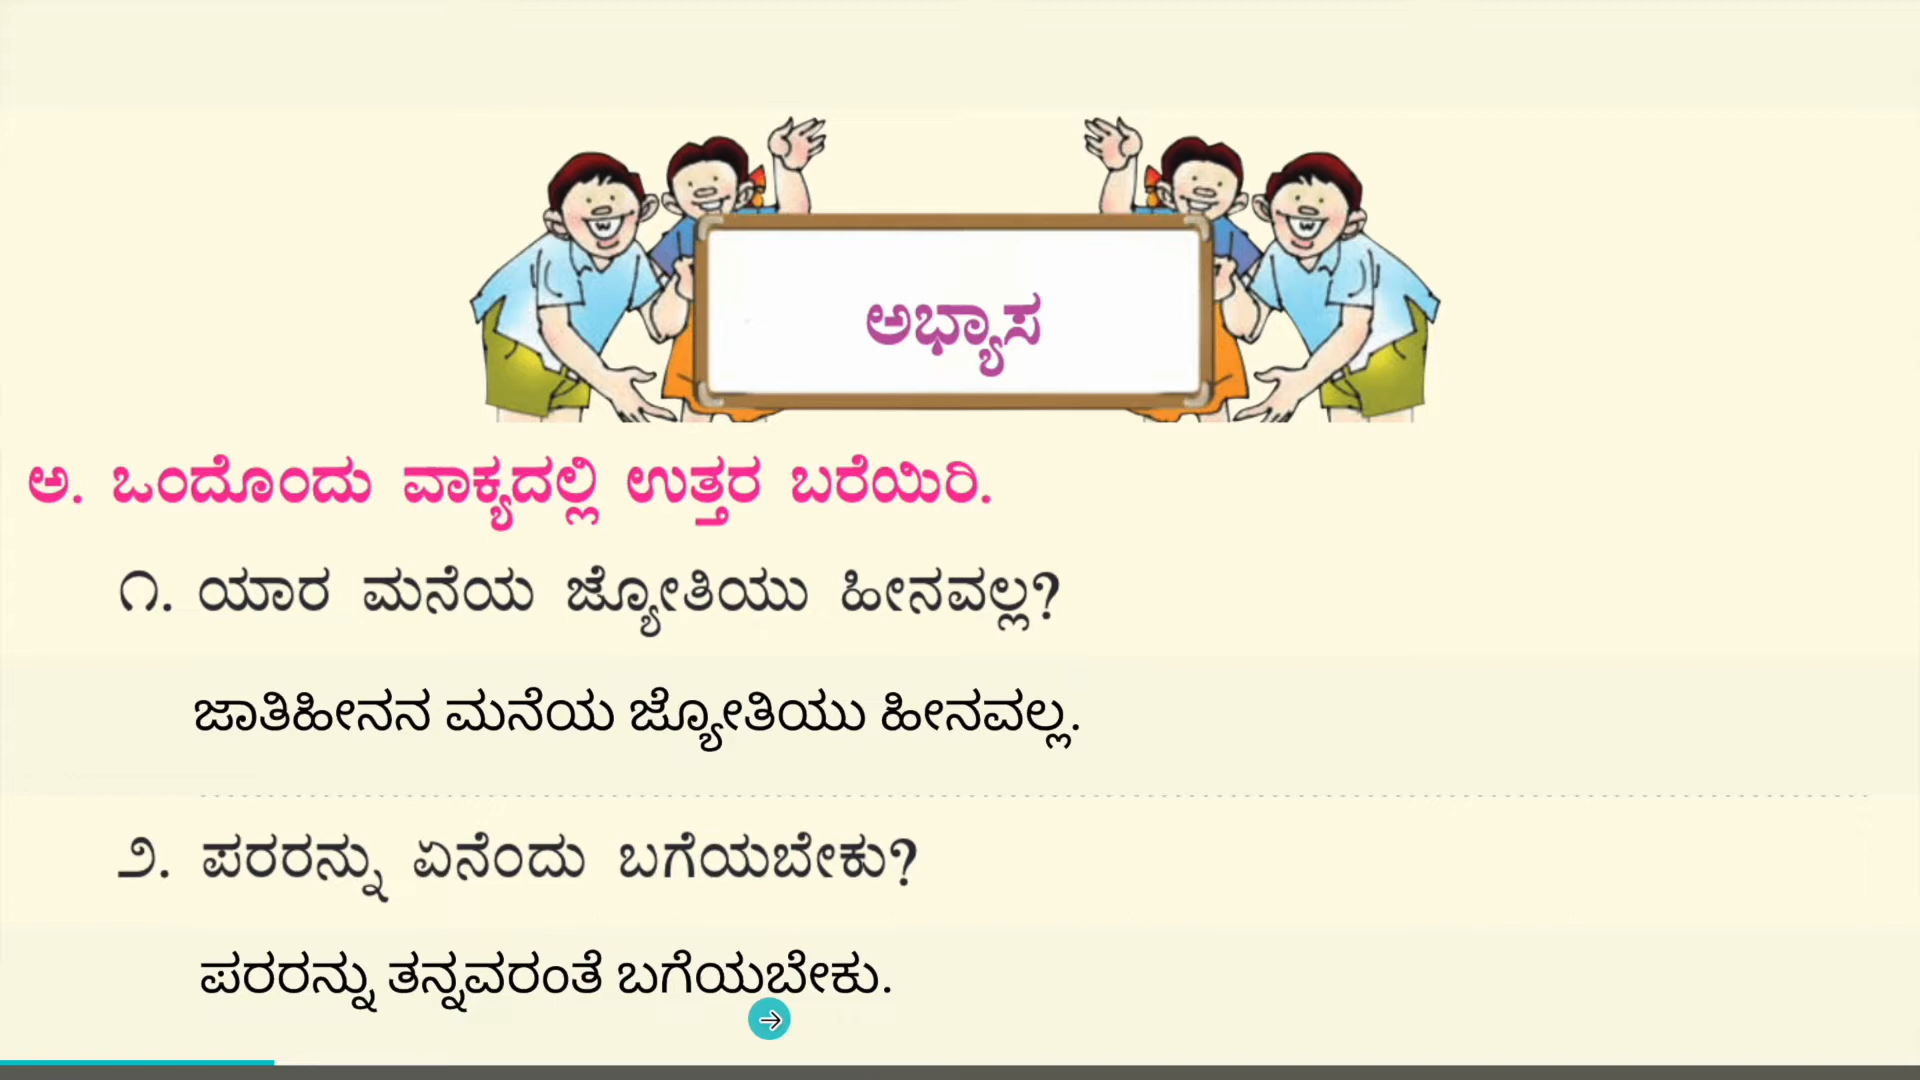 ಅಭ್ಯಾಸ
ಅ. ಒಂದೊಂದು ವಾಕ್ಯದಲ್ಲಿ ಉತ್ತರ ಬರೆಯಿರಿ.
೧. ಯಾರ ಮನೆಯ ಜ್ಯೋತಿಯು ಹೀನವಲ್ಲ?
ಜಾತಿಹೀನನ ಮನೆಯ ಜ್ಯೋತಿಯು ಹೀನವಲ್ಲ.
೨. ಪರರನ್ನು ಏನೆಂದು ಬಗೆಯಬೇಕು?
ಪರರನ್ನು ತನ್ನವರಂತೆ ಬಗೆಯಬೇಕು.